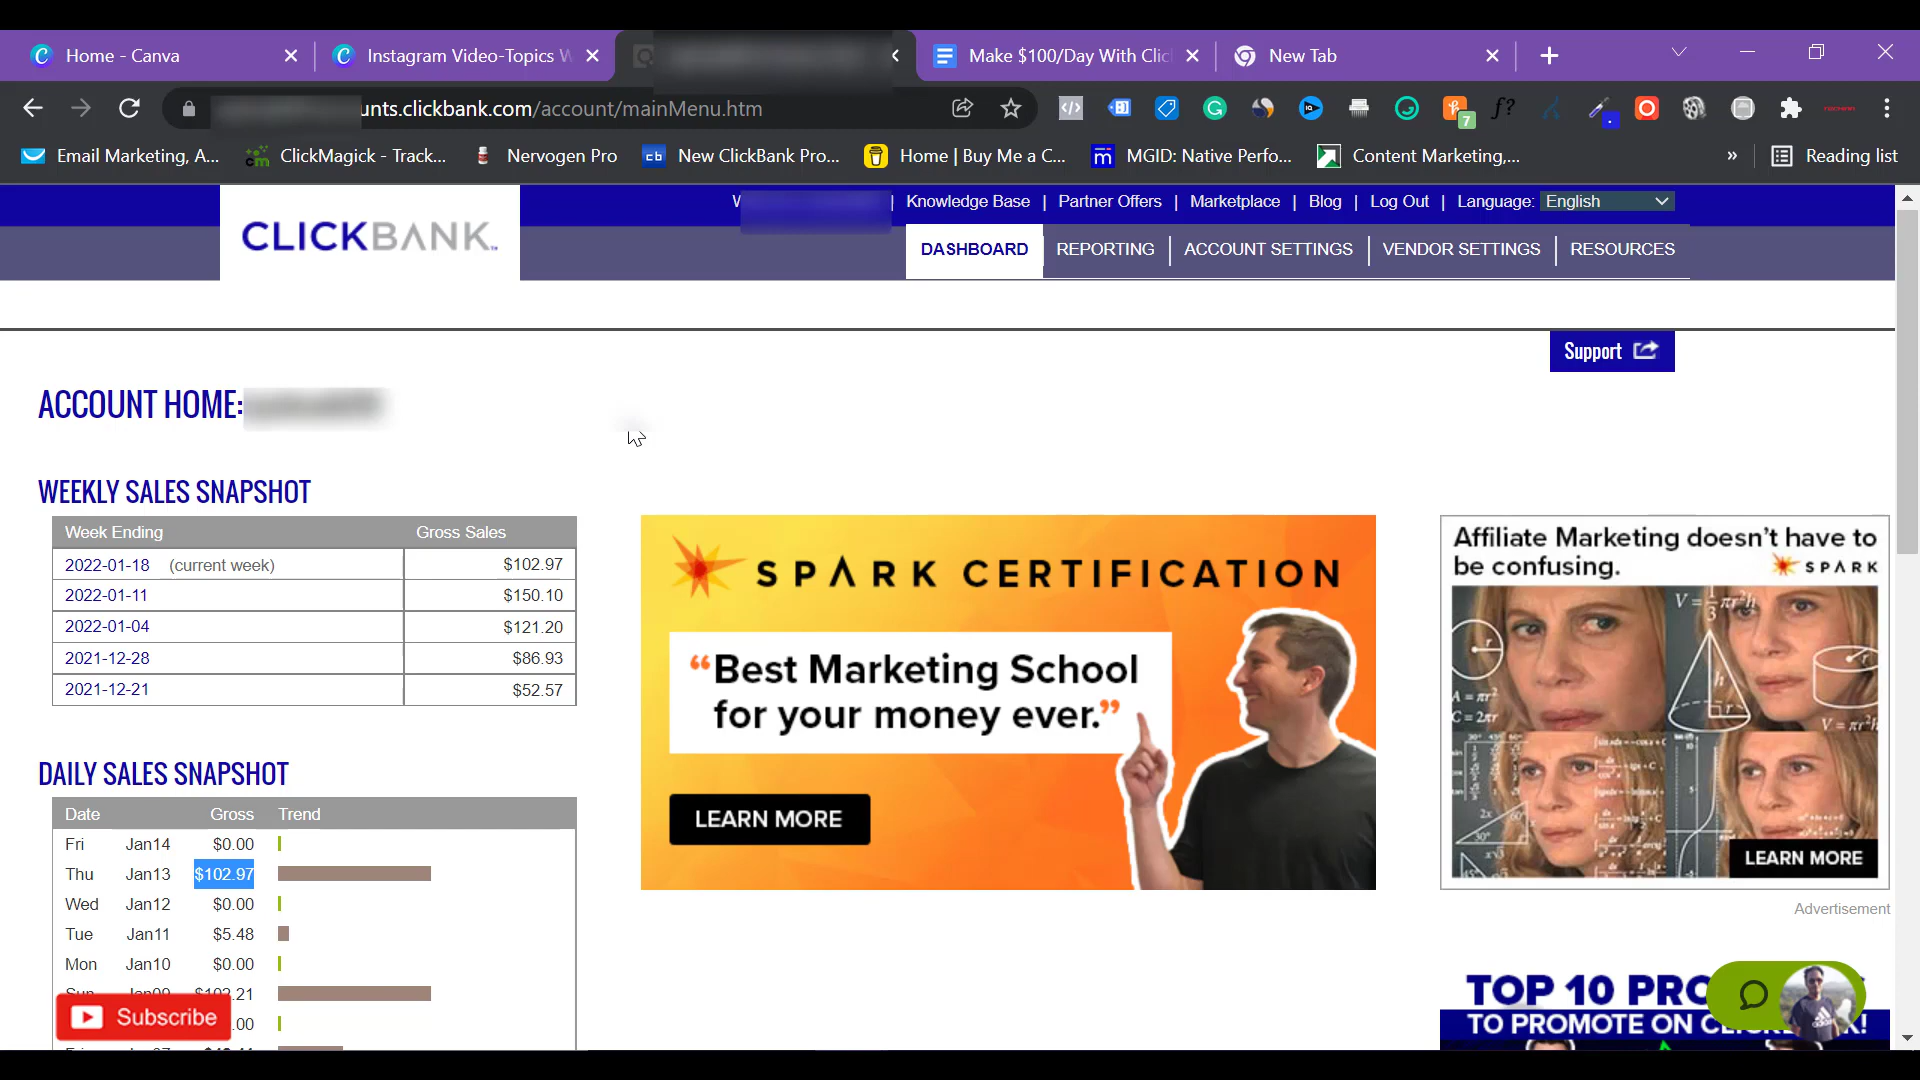 Home - Canva
Instagram Video-Topics W
Make $100/Day With Clic
New Tab
unts.clickbank.com/account/mainMenu.htm
7
Email Marketing, A...
ClickMagick - Track...
Nervogen Pro
cb New ClickBank Pro...
Home | Buy Me a C...
MGID: Native Perfo...
Content Marketing,...
»
Reading list
CLICKBANK
Knowledge Base | Partner Offers | Marketplace | Blog | Log Out | Language: English
DASHBOARD
REPORTING
ACCOUNT SETTINGS
VENDOR SETTINGS
RESOURCES
Support
ACCOUNT HOME:
WEEKLY SALES SNAPSHOT
Week Ending Gross Sales
2022-01-18 (current week) $102.97
2022-01-11 $150.10
2022-01-04 $121.20
2021-12-28 $86.93
2021-12-21 $52.57
DAILY SALES SNAPSHOT
Date Gross Trend
Fri Jan14 $0.00
Thu Jan13 $102.97
Wed Jan12 $0.00
Tue Jan11 $5.48
Mon Jan10 $0.00
Subscribe
SPARK CERTIFICATION
“Best Marketing School
for your money ever.”
LEARN MORE
Affiliate Marketing doesn't have to
be confusing.
SPARK
LEARN MORE
Advertisement
TOP 10
TO PROMOTE ON